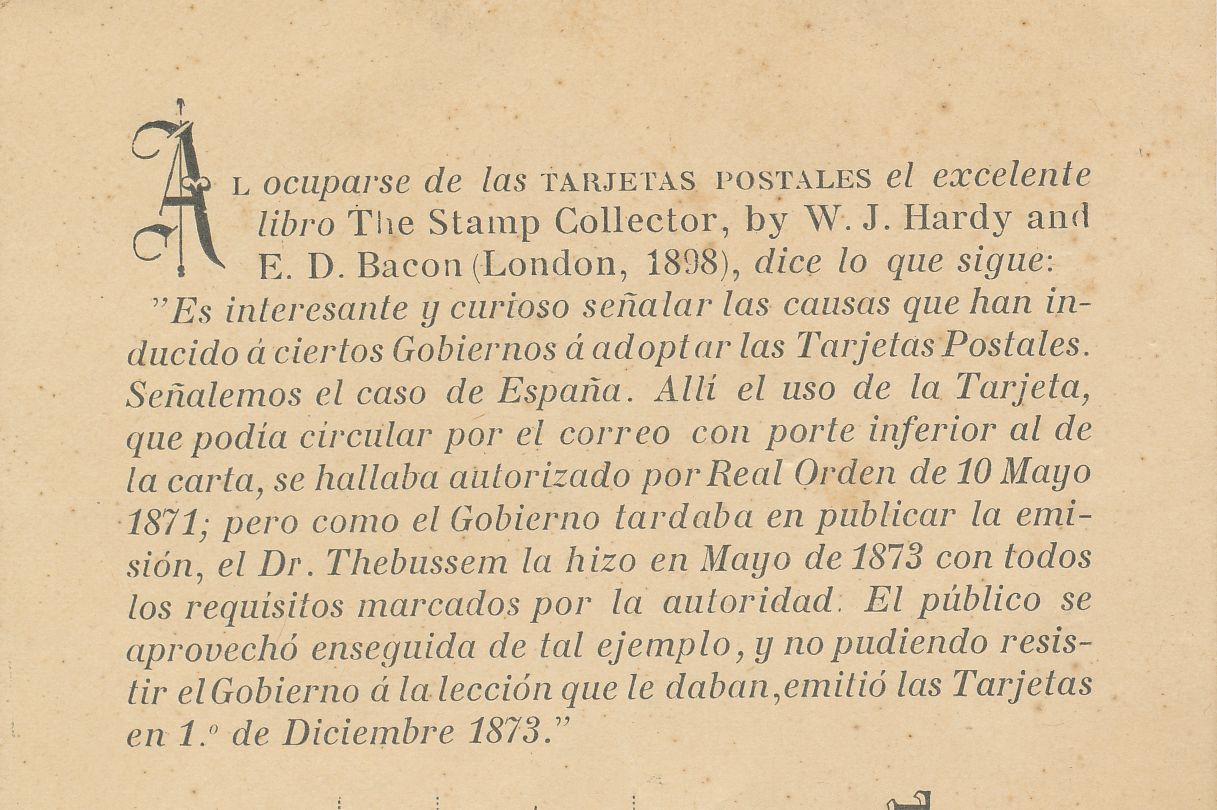 AL ocuparse de las TARJETAS POSTALES el excelente
libro The Stamp Collector, by W. J. Hardy and
E. D. Bacon (London, 1898), dice lo que sigue:
”Es interesante y curioso señalar las causas que han in-
ducido á ciertos Gobiernos á adoptar las Tarjetas Postales.
Señalemos el caso de España. Allí el uso de la Tarjeta,
que podía circular por el correo con porte inferior al de
la carta, se hallaba autorizado por Real Orden de 10 Mayo
1871; pero como el Gobierno tardaba en publicar la emi-
sión, el Dr. Thebussem la hizo en Mayo de 1873 con todos
los requísitos marcados por la autoridad. El público se
aprovechó enseguida de tal ejemplo, y no pudiendo resis-
tir el Gobierno á la lección que le daban, emitió las Tarjetas
en 1.º de Diciembre 1873.”